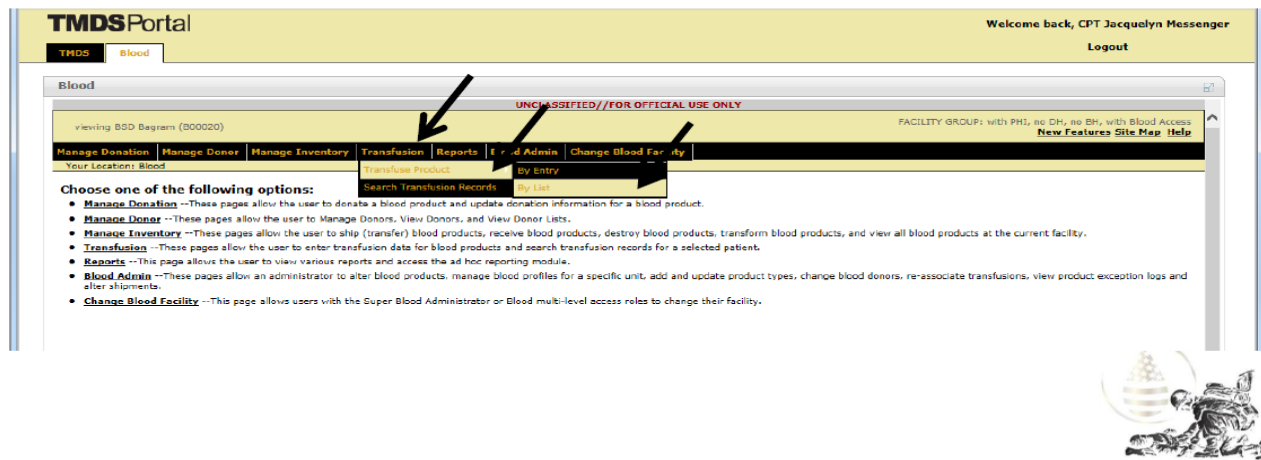 TMDSPortal
Welcome back, CPT Jacquelyn Messenger
TMDS Blood
Logout
Blood
UNCLASSIFIED//FOR OFFICIAL USE ONLY
viewing BSD Bagram (B00020)
FACILITY GROUP: with PHI, no DH, no BH, with Blood Access
New Features Site Map Help
Manage Donation Manage Donor Manage Inventory Transfusion Reports Blood Admin Change Blood Facility
Your Location: Blood
Transfuse Product By Entry
Search Transfusion Records By List
Choose one of the following options:
Manage Donation --These pages allow the user to donate a blood product and update donation information for a blood product.
Manage Donor --These pages allow the user to Manage Donors, View Donors, and View Donor Lists.
Manage Inventory --These pages allow the user to ship (transfer) blood products, receive blood products, destroy blood products, transform blood products, and view all blood products at the current facility.
Transfusion --These pages allow the user to enter transfusion data for blood products and search transfusion records for a selected patient.
Reports --This page allows the user to view various reports and access the ad hoc reporting module.
Blood Admin --These pages allow an administrator to alter blood products, manage blood profiles for a specific unit, add and update product types, change blood donors, re-associate transfusions, view product exception logs and
alter shipments.
Change Blood Facility --This page allows users with the Super Blood Administrator or Blood multi-level access roles to change their facility.